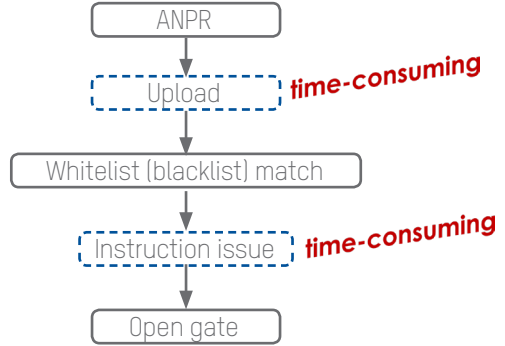 ANPR
Upload
time-consuming
Whitelist (blacklist) match
Instruction issue
time-consuming
Open gate